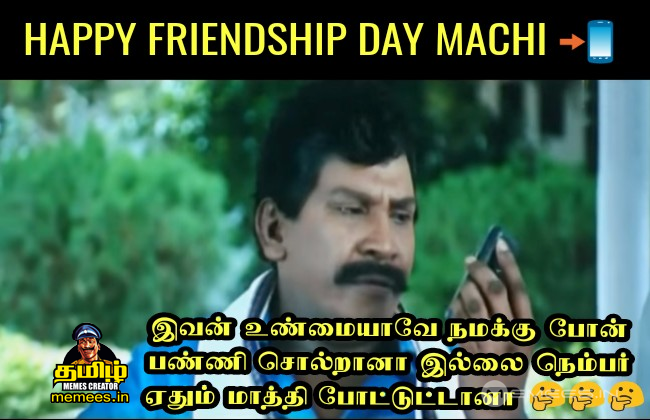 HAPPY FRIENDSHIP DAY MACHI
இவன் உண்மையாவே நமக்கு போன்
பண்ணி சொல்றானா இல்லை நெம்பர்
ஏதும் மாத்தி போட்டுட்டானா
தமிழ்
MEMES CREATOR
memees.in